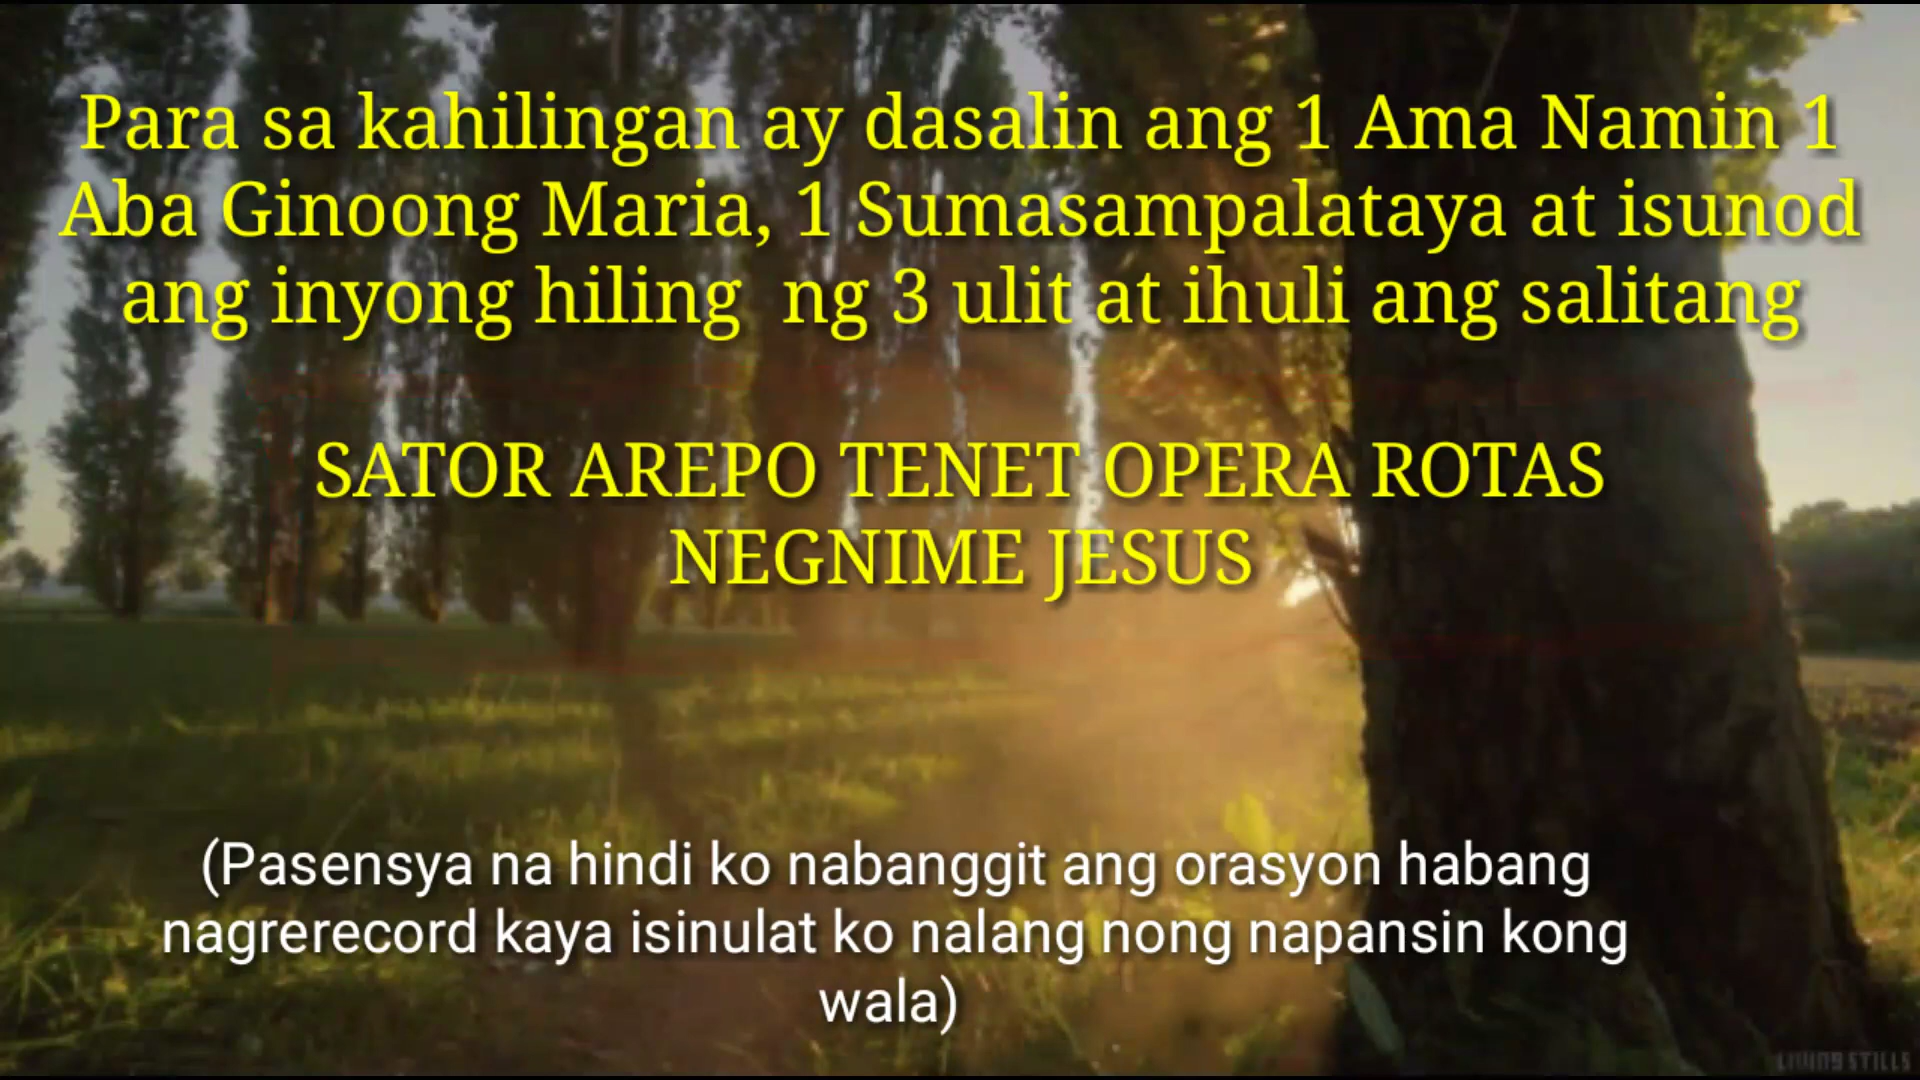 Para sa kahilingan ay dasalin ang 1 Ama Namin 1
Aba Ginoong Maria, 1 Sumasampalataya at isunod
ang inyong hiling ng 3 ulit at ihuli ang salitang
SATOR AREPO TENET OPERA ROTAS
NEGNIME JESUS
(Pasensya na hindi ko nabanggit ang orasyon habang
nagrerecord kaya isinulat ko nalang nong napansin kong
wala)
LIVING STILLS